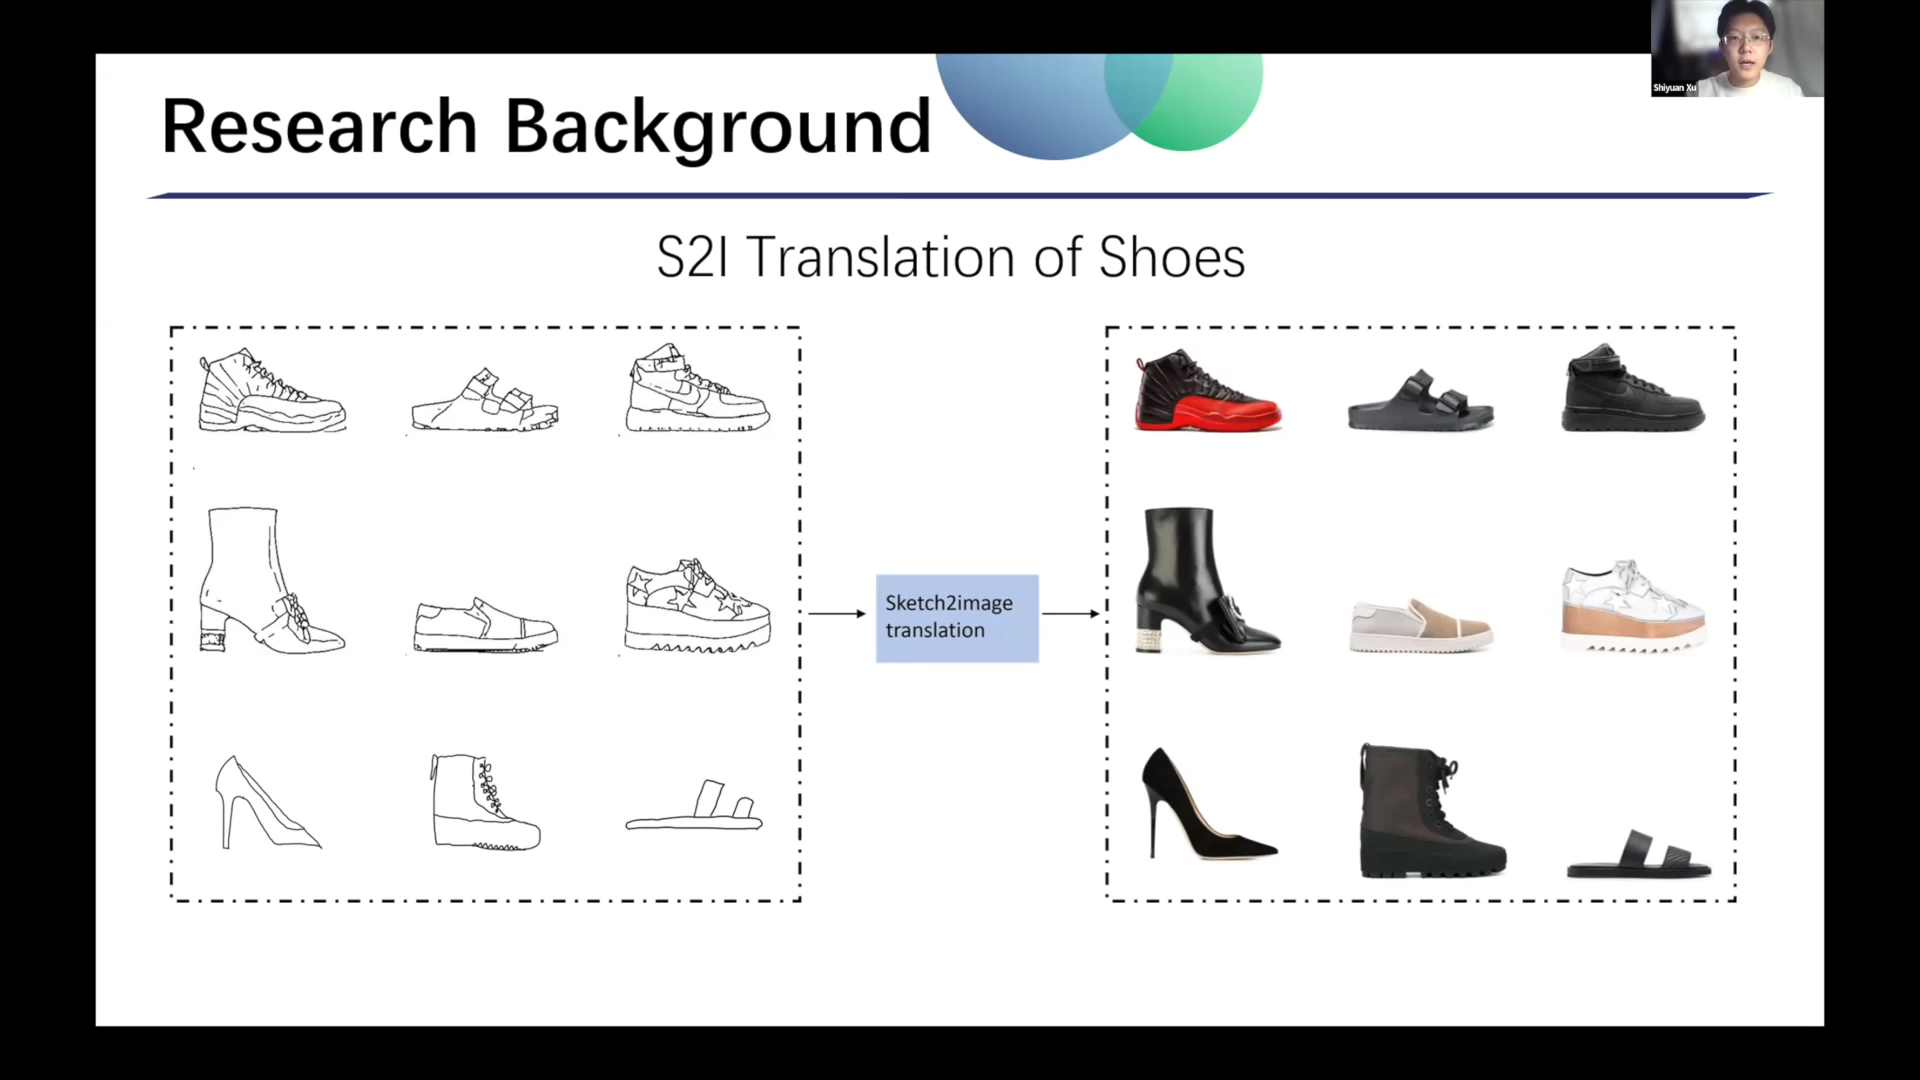 Research Background
Shiyuan Xu
S2I Translation of Shoes
Sketch2image
translation